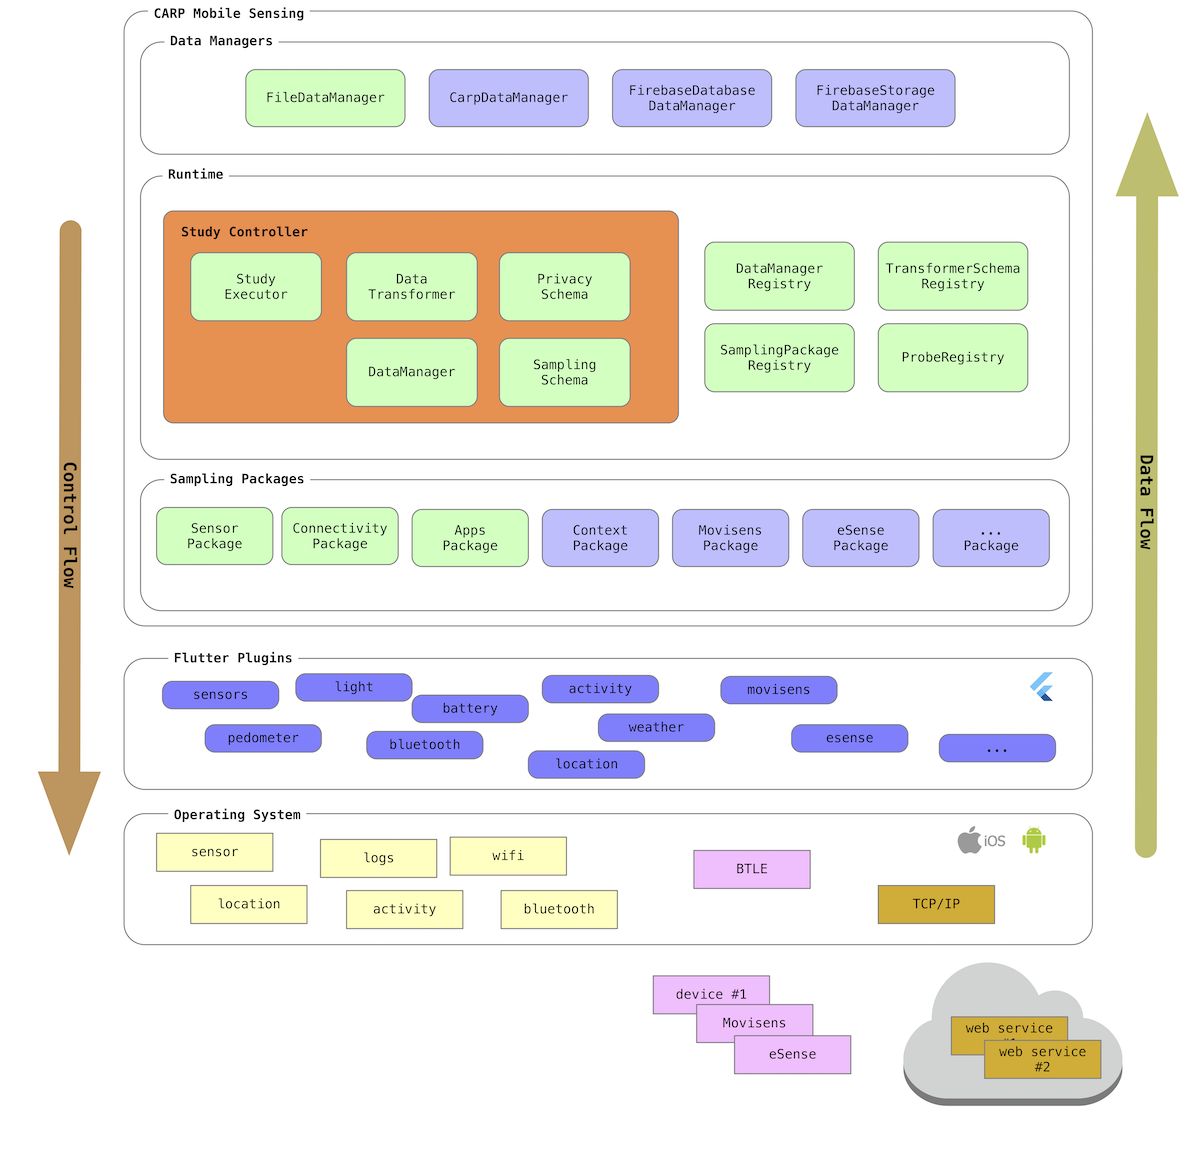 CARP Mobile Sensing
Data Managers
FileDataManager
CarpDataManager
FirebaseDatabase
DataManager
FirebaseStorage
DataManager
Runtime
Study Controller
Study
Executor
Data
Transformer
Privacy
Schema
DataManager
Sampling
Schema
DataManager
Registry
TransformerSchema
Registry
SamplingPackage
Registry
ProbeRegistry
Sampling Packages
Sensor
Package
Connectivity
Package
Apps
Package
Context
Package
Movisens
Package
eSense
Package
...
Package
Control Flow
Data Flow
Flutter Plugins
sensors
light
battery
activity
movisens
pedometer
bluetooth
weather
location
esense
...
Operating System
iOS
sensor
logs
wifi
BTLE
location
activity
bluetooth
TCP/IP
device #1
Movisens
eSense
web service
web service
#2